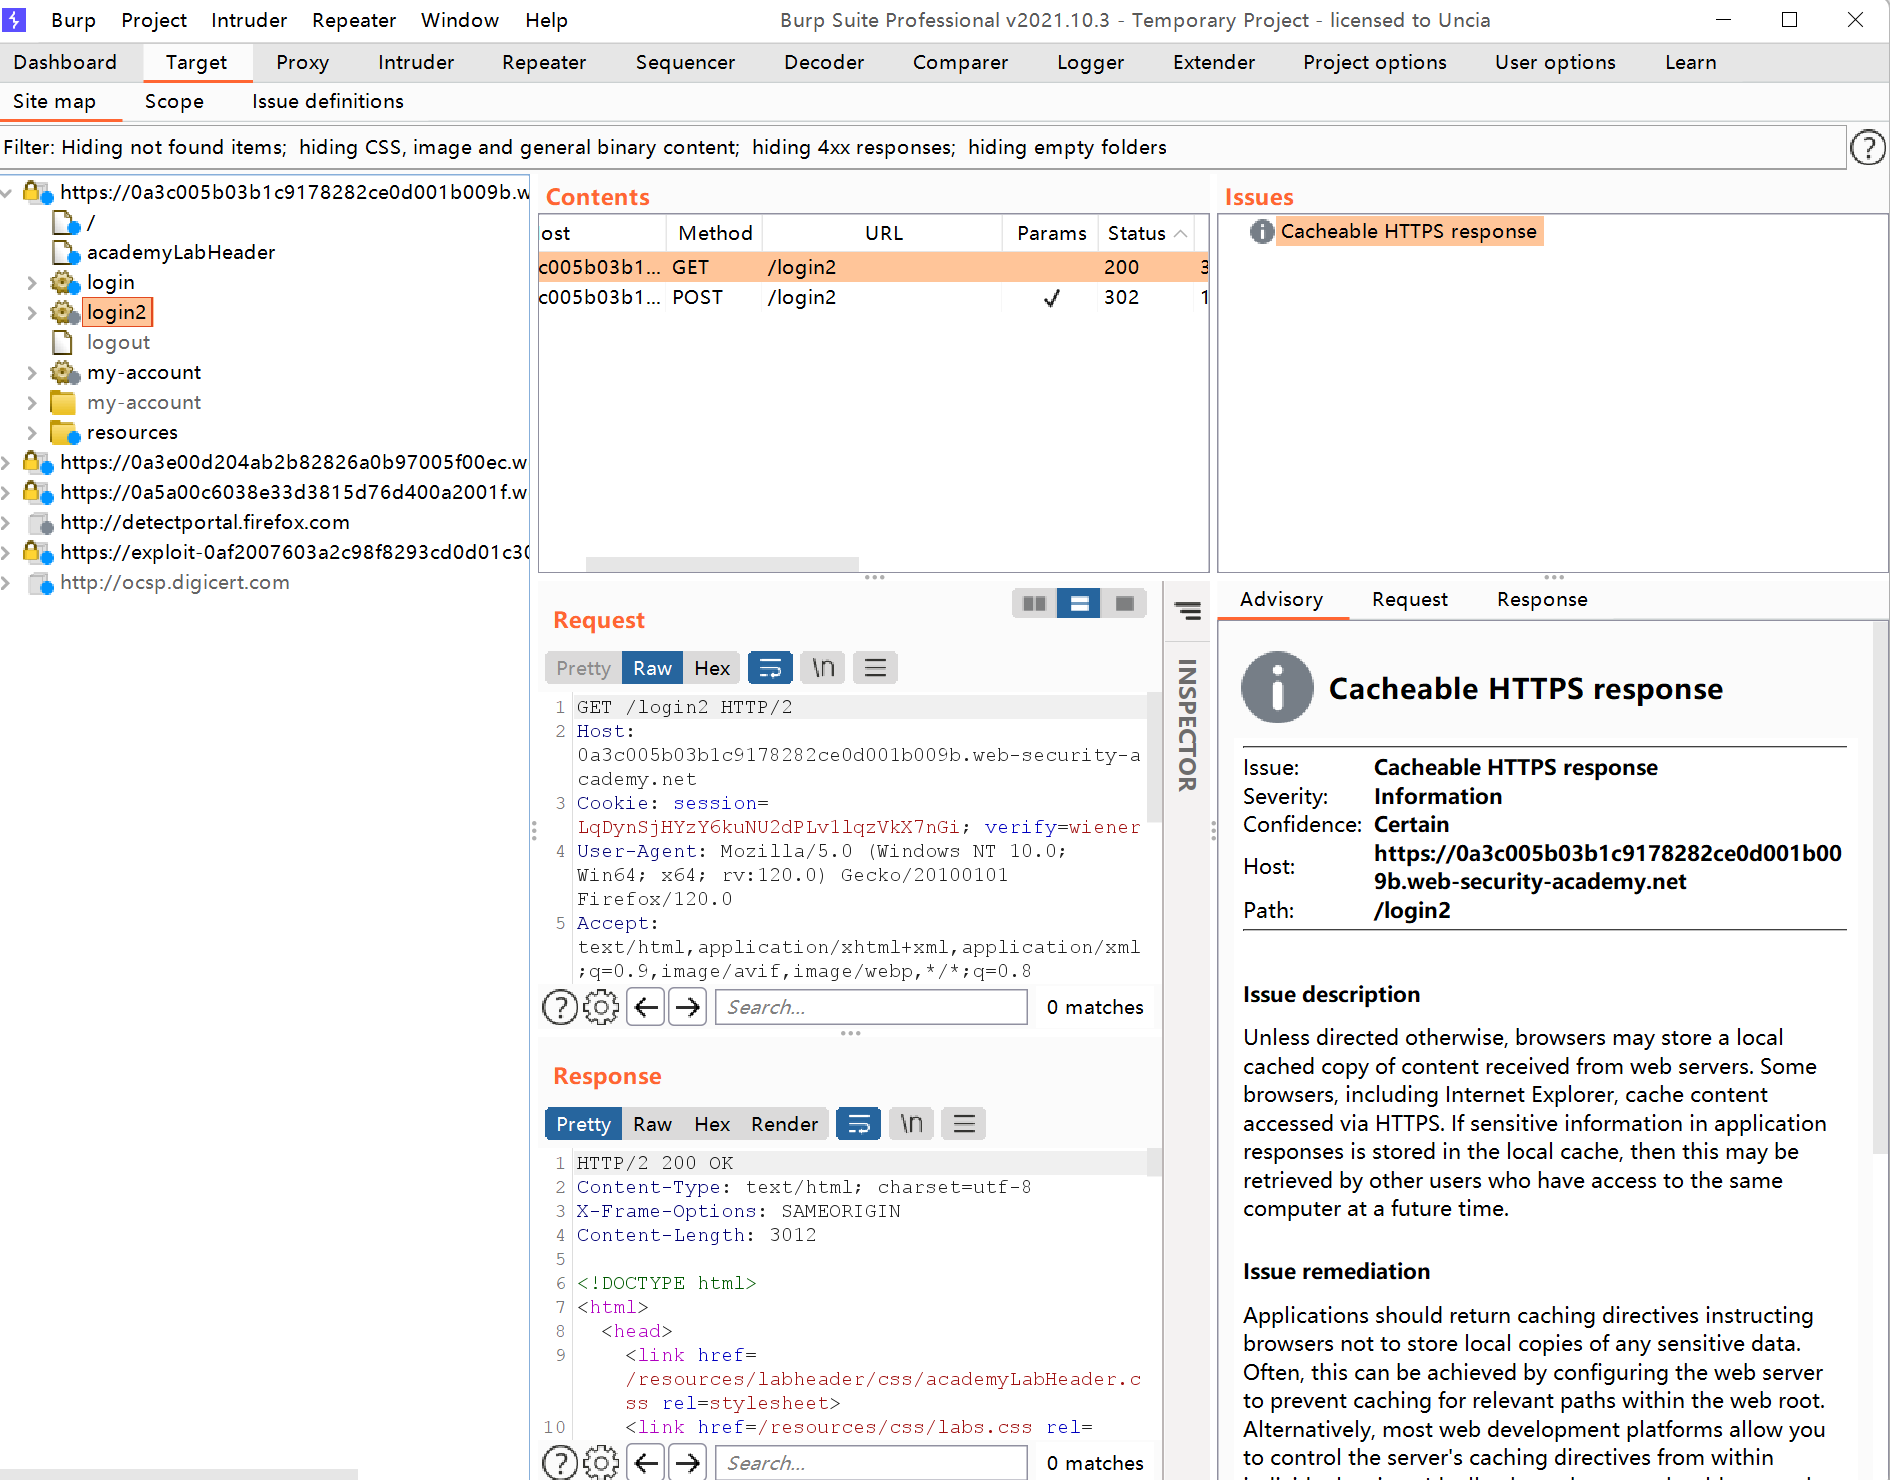 Burp Project Intruder Repeater Window Help
Burp Suite Professional v2021.10.3 - Temporary Project - licensed to Uncia
Dashboard Target Proxy Intruder Repeater Sequencer Decoder Comparer Logger Extender Project options User options Learn
Site map Scope Issue definitions
Filter: Hiding not found items; hiding CSS, image and general binary content; hiding 4xx responses; hiding empty folders
?
https://0a3c005b03b1c9178282ce0d001b009b.w
/
academyLabHeader
login
login2
logout
my-account
my-account
resources
https://0a3e00d204ab2b82826a0b97005f00ec.w
https://0a5a00c6038e33d3815d76d400a2001f.w
http://detectportal.firefox.com
https://exploit-0af2007603a2c98f8293cd0d01c30
http://ocsp.digicert.com
Contents
ost Method URL Params Status
c005b03b1... GET /login2 200 3
c005b03b1... POST /login2 ✓ 302 1
Issues
Cacheable HTTPS response
Request
Pretty Raw Hex \n
1 GET /login2 HTTP/2
2 Host:
0a3c005b03b1c9178282ce0d001b009b.web-security-a
cademy.net
3 Cookie: session=
LqDynSjHYzY6kuNU2dPLv1lqzVkX7nGi; verify=wiener
4 User-Agent: Mozilla/5.0 (Windows NT 10.0;
Win64; x64; rv:120.0) Gecko/20100101
Firefox/120.0
5 Accept:
text/html,application/xhtml+xml,application/xml
;q=0.9,image/avif,image/webp,*/*;q=0.8
? Search... 0 matches
INSPECTOR
Response
Pretty Raw Hex Render \n
1 HTTP/2 200 OK
2 Content-Type: text/html; charset=utf-8
3 X-Frame-Options: SAMEORIGIN
4 Content-Length: 3012
5
6 <!DOCTYPE html>
7 <html>
8 <head>
9 <link href=
/resources/labheader/css/academyLabHeader.c
ss rel=stylesheet>
10 <link href=/resources/css/labs.css rel=
? Search... 0 matches
Advisory Request Response
Cacheable HTTPS response
Issue: Cacheable HTTPS response
Severity: Information
Confidence: Certain
Host: https://0a3c005b03b1c9178282ce0d001b00
9b.web-security-academy.net
Path: /login2
Issue description
Unless directed otherwise, browsers may store a local
cached copy of content received from web servers. Some
browsers, including Internet Explorer, cache content
accessed via HTTPS. If sensitive information in application
responses is stored in the local cache, then this may be
retrieved by other users who have access to the same
computer at a future time.
Issue remediation
Applications should return caching directives instructing
browsers not to store local copies of any sensitive data.
Often, this can be achieved by configuring the web server
to prevent caching for relevant paths within the web root.
Alternatively, most web development platforms allow you
to control the server's caching directives from within